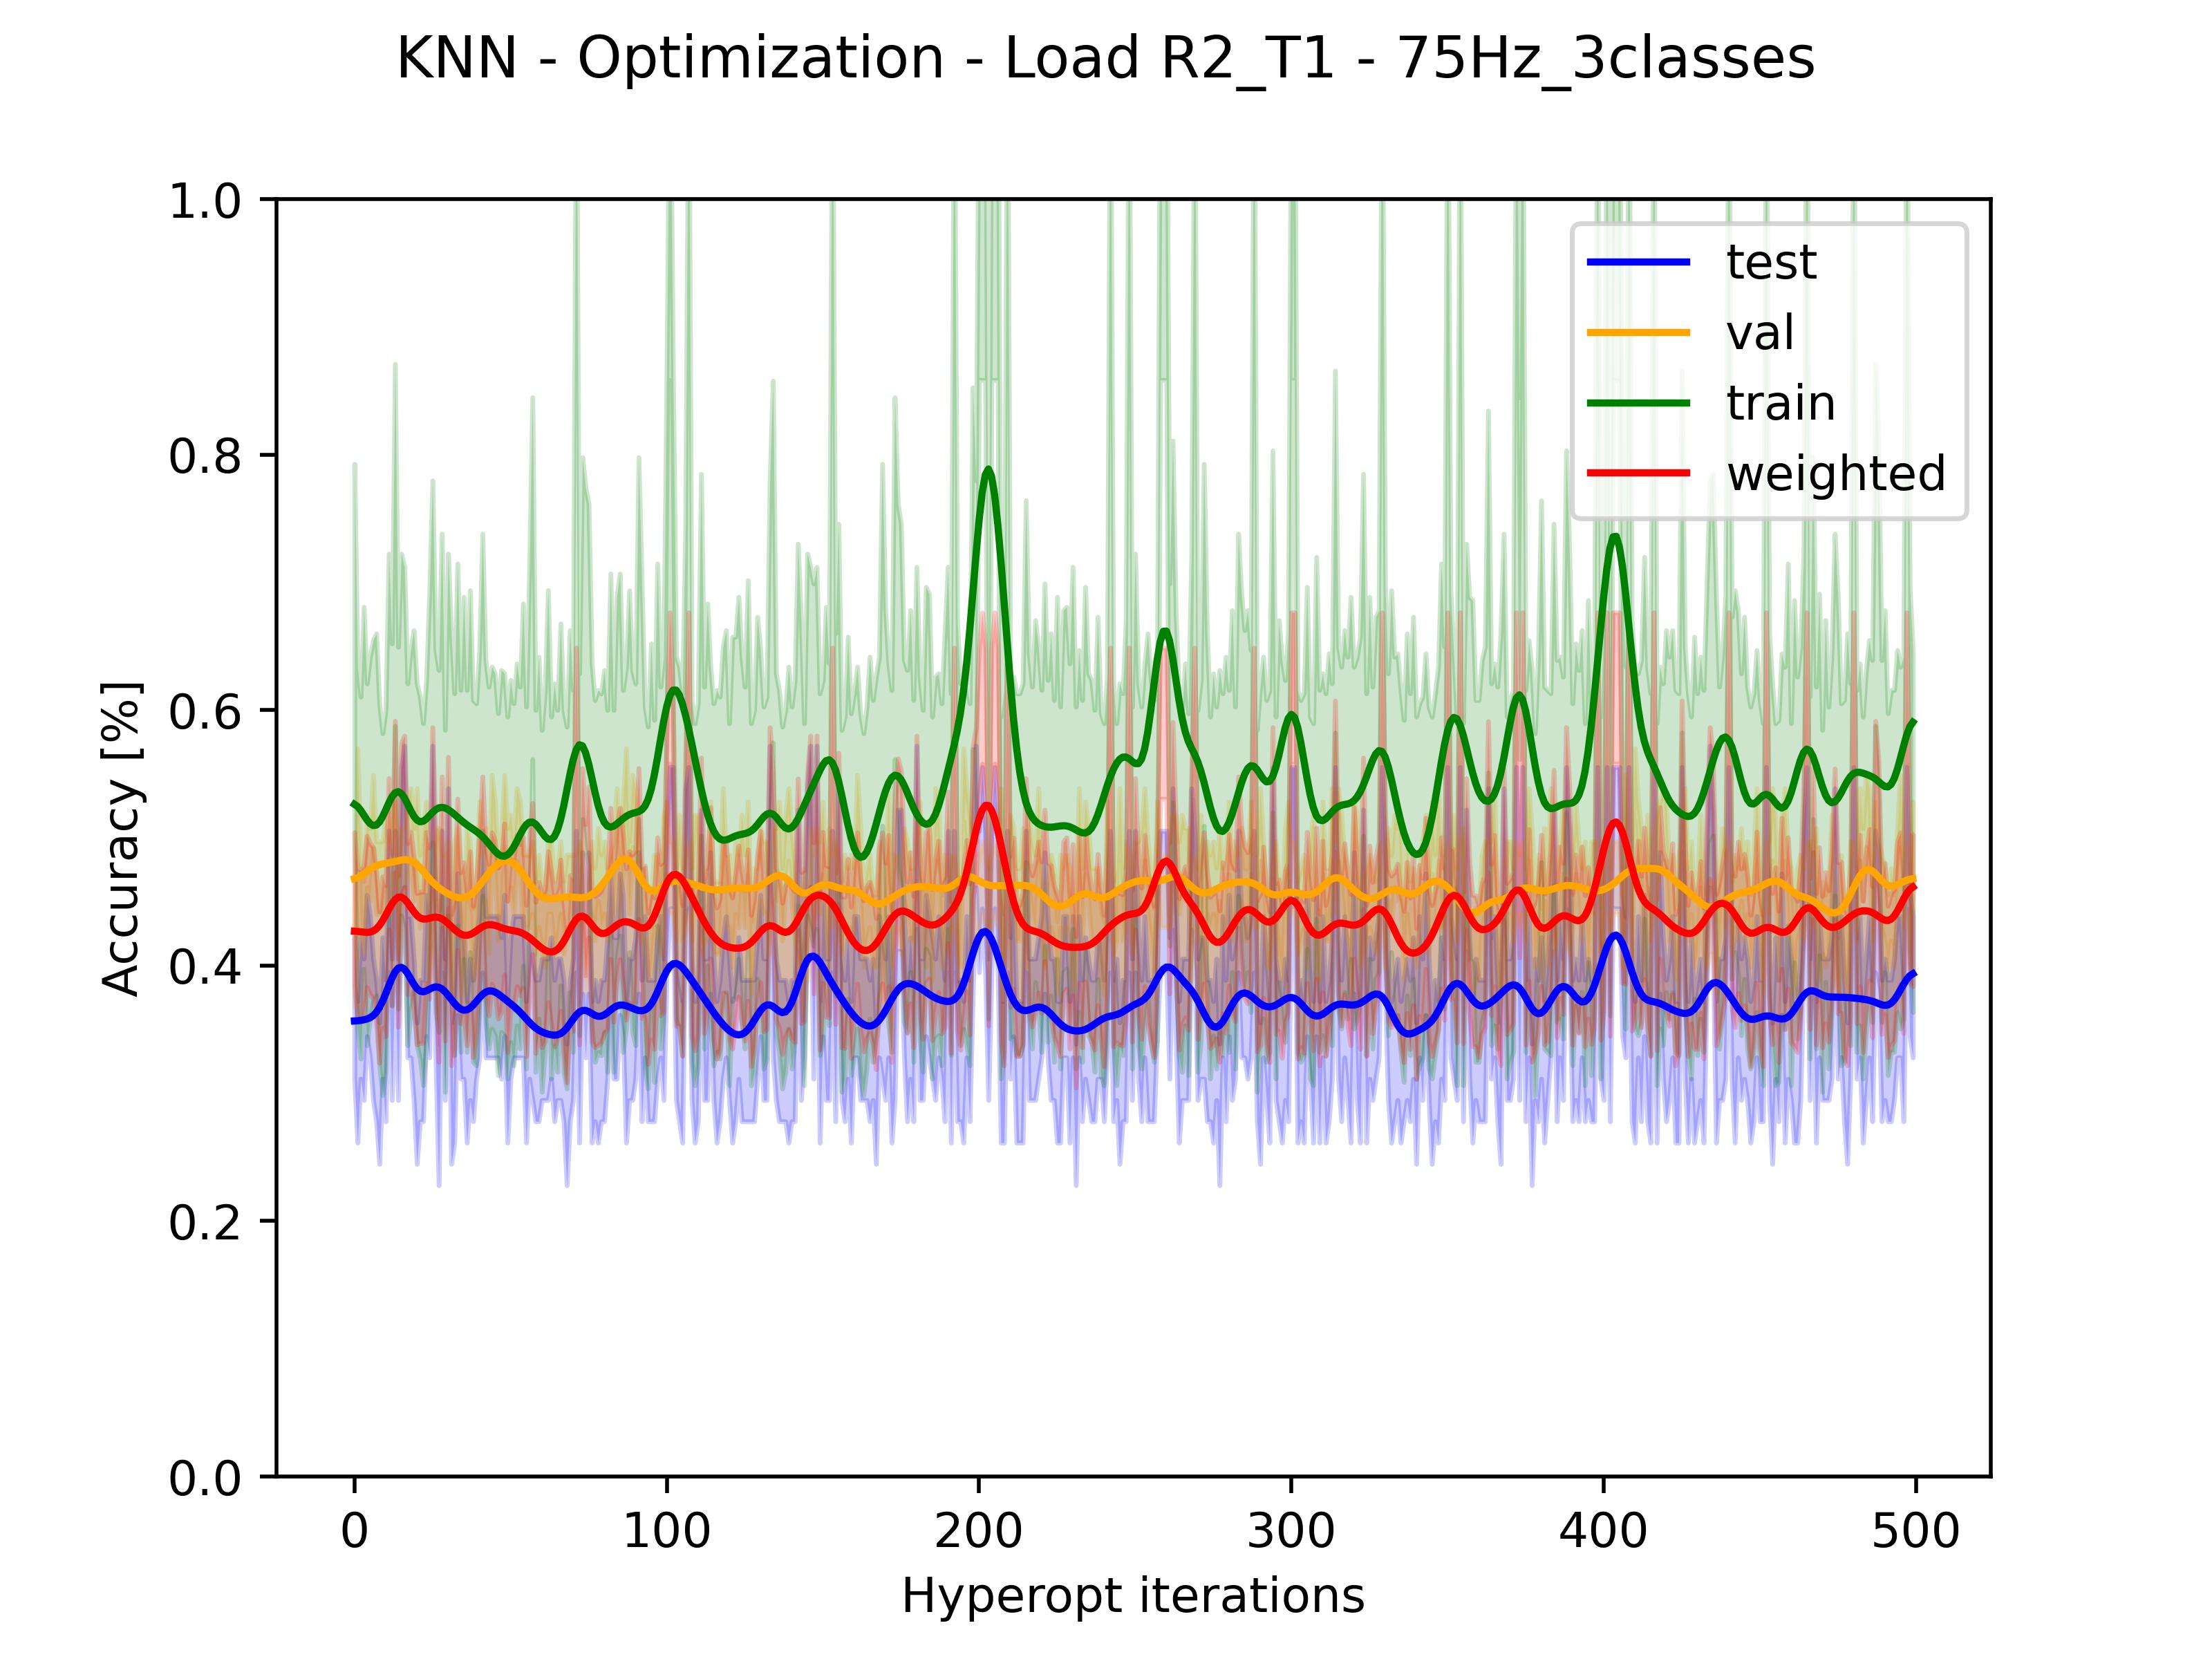 KNN - Optimization - Load R2_T1 - 75Hz_3classes
1.0
0.8
0.6
0.4
0.2
0.0
Accuracy [%]
test
val
train
weighted
0 100 200 300 400 500
Hyperopt iterations